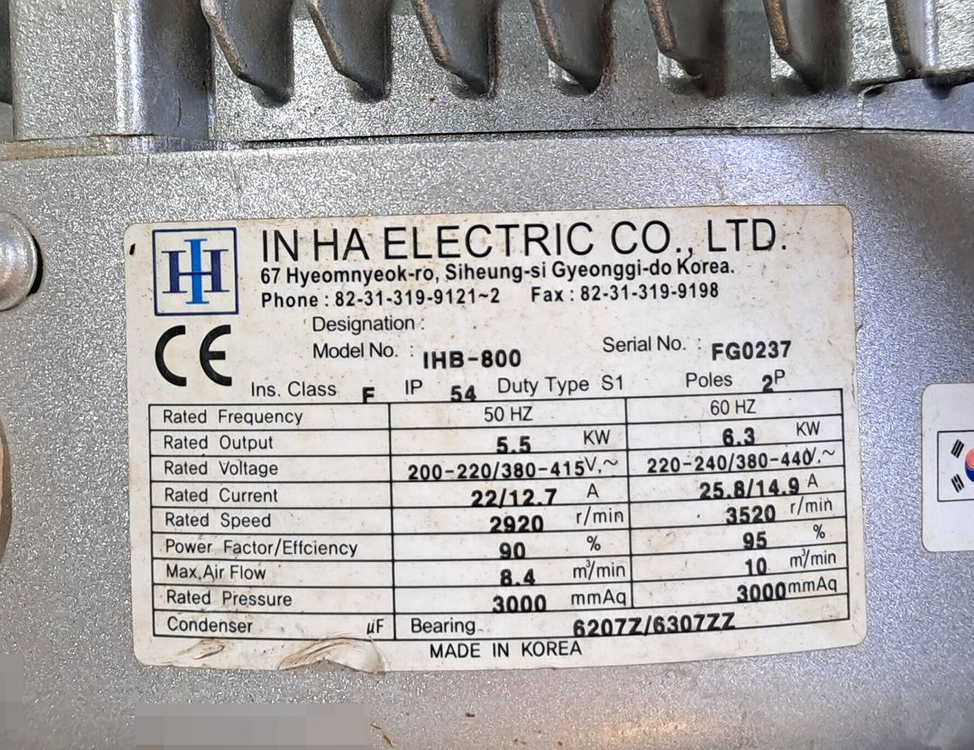 IN HA ELECTRIC CO., LTD.
67 Hyeomnyeok-ro, Siheung-si Gyeonggi-do Korea.
Phone : 82-31-319-9121~2 Fax : 82-31-319-9198
CE
Designation :
Model No. : IHB-800 Serial No. : FG0237
Ins. Class F IP 54 Duty Type S1 Poles 2P
Rated Frequency 50 HZ 60 HZ
Rated Output 5.5 KW 6.3 KW
Rated Voltage 200-220/380-415V.~ 220-240/380-440V.~
Rated Current 22/12.7 A 25.8/14.9 A
Rated Speed 2920 r/min 3520 r/min
Power Factor/Effciency 90 % 95 %
Max.Air Flow 8.4 m³/min 10 m³/min
Rated Pressure 3000 mmAq 3000 mmAq
Condenser µF Bearing 6207Z/6307ZZ
MADE IN KOREA